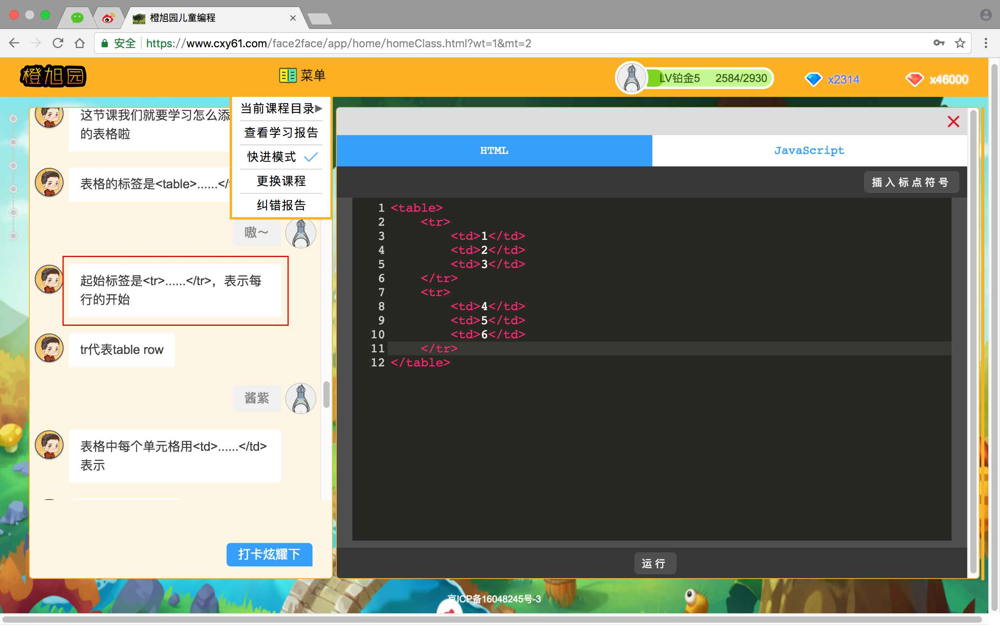 橙旭园儿童编程
安全 https://www.cxy61.com/face2face/app/home/homeClass.html?wt=1&mt=2
橙旭园
菜单
LV铂金5 2584/2930
x2314
x46000
当前课程目录▶
查看学习报告
快进模式
更换课程
纠错报告
这节课我们就要学习怎么添
的表格啦
表格的标签是<table>......</
嗷～
起始标签是<tr>......</tr>，表示每
行的开始
tr代表table row
酱紫
表格中每个单元格用<td>......</td>
表示
打卡炫耀下
HTML
JavaScript
插入标点符号
1 <table>
2 <tr>
3 <td>1</td>
4 <td>2</td>
5 <td>3</td>
6 </tr>
7 <tr>
8 <td>4</td>
9 <td>5</td>
10 <td>6</td>
11 </tr>
12 </table>
运行
京ICP备16048245号-3